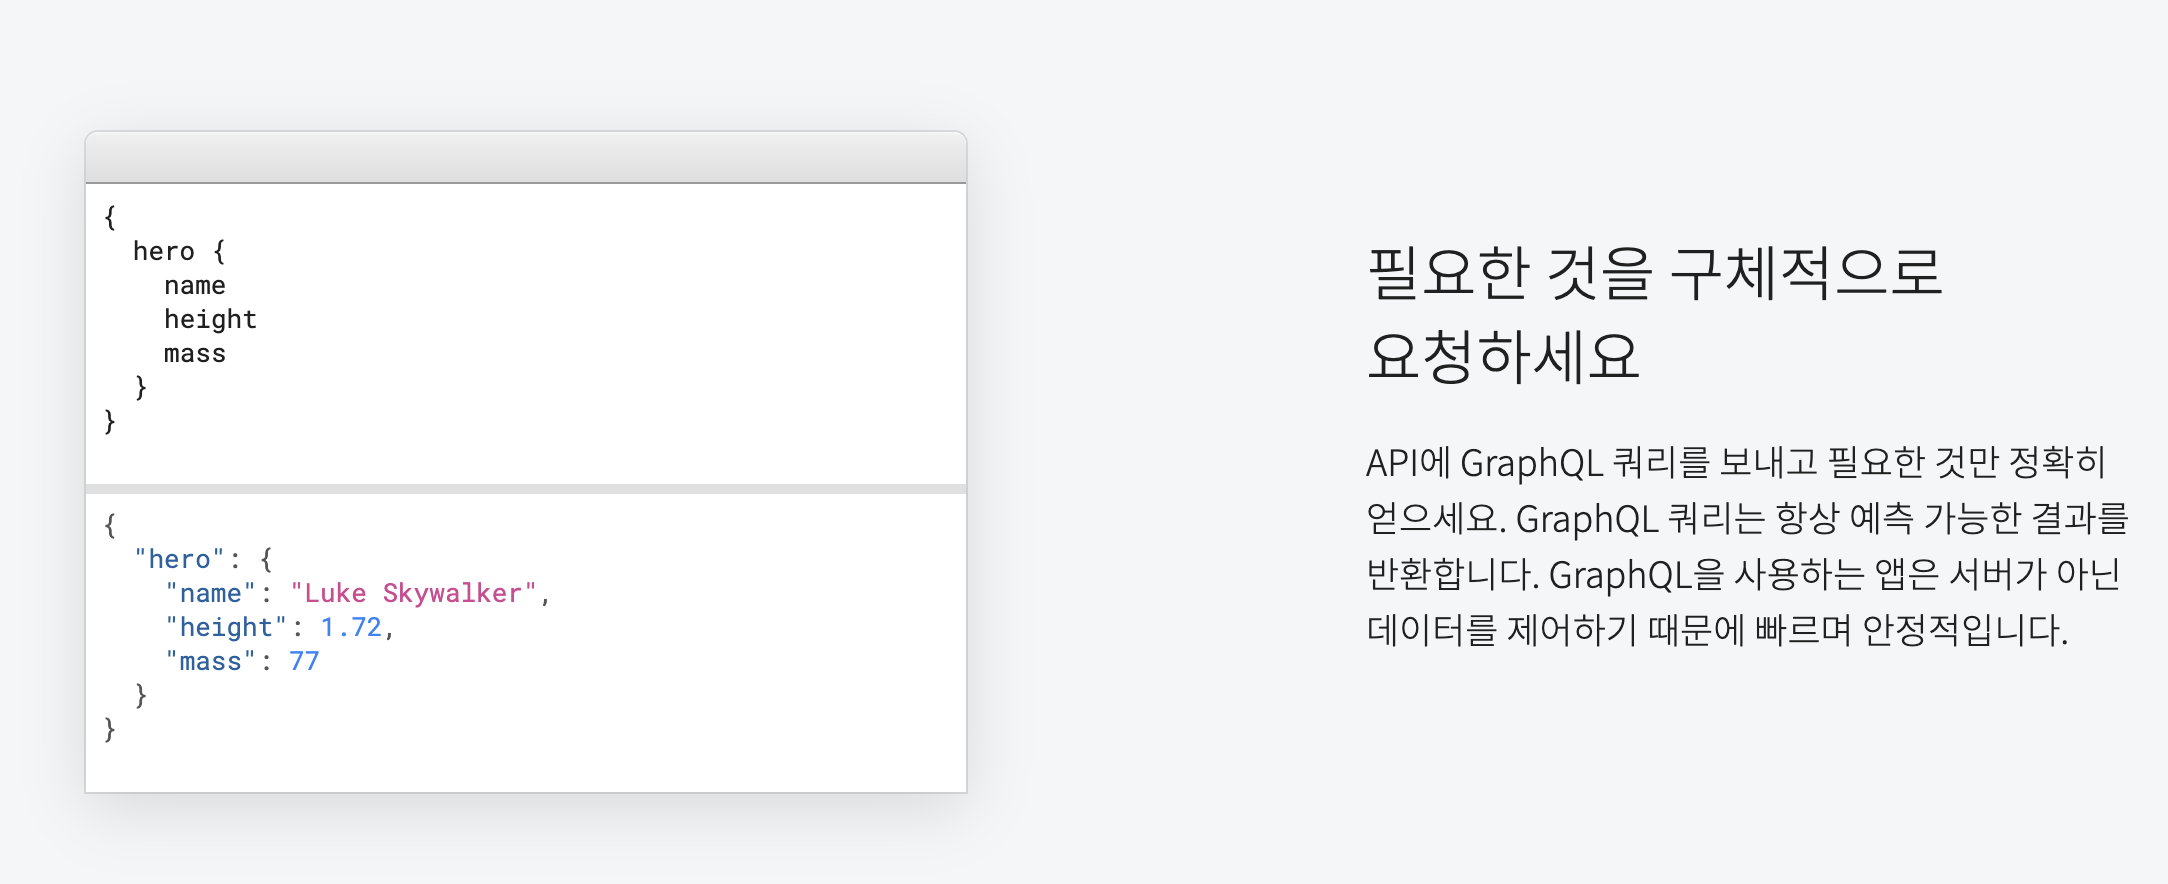 {
  hero {
    name
    height
    mass
  }
}
{
  "hero": {
    "name": "Luke Skywalker",
    "height": 1.72,
    "mass": 77
  }
}
필요한 것을 구체적으로
요청하세요
API에 GraphQL 쿼리를 보내고 필요한 것만 정확히
얻으세요. GraphQL 쿼리는 항상 예측 가능한 결과를
반환합니다. GraphQL을 사용하는 앱은 서버가 아닌
데이터를 제어하기 때문에 빠르며 안정적입니다.